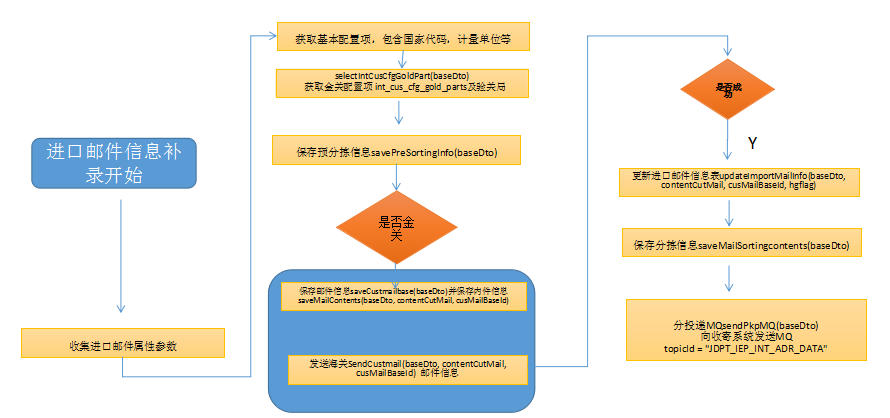 进口邮件信息补
录开始
收集进口邮件属性参数
获取基本配置项，包含国家代码，计量单位等
selectIntCusCfgGoldPart(baseDto)
获取金关配置项 int_cus_cfg_gold_parts及验关局
保存预分拣信息savePreSortingInfo(baseDto)
是否金
关
保存邮件信息saveCustmailbase(baseDto)并保存内件信息
saveMailContents(baseDto, contentCutMail, cusMailBaseId)
发送海关SendCustmail(baseDto, contentCutMail,
cusMailBaseId) 邮件信息
是否成
功
Y
更新进口邮件信息表updateImportMailInfo(baseDto,
contentCutMail, cusMailBaseId, hgflag)
保存分拣信息saveMailSortingcontents(baseDto)
分投递MQsendPkpMQ(baseDto)
向收寄系统发送MQ
topicId = "JDPT_IEP_INT_ADR_DATA"